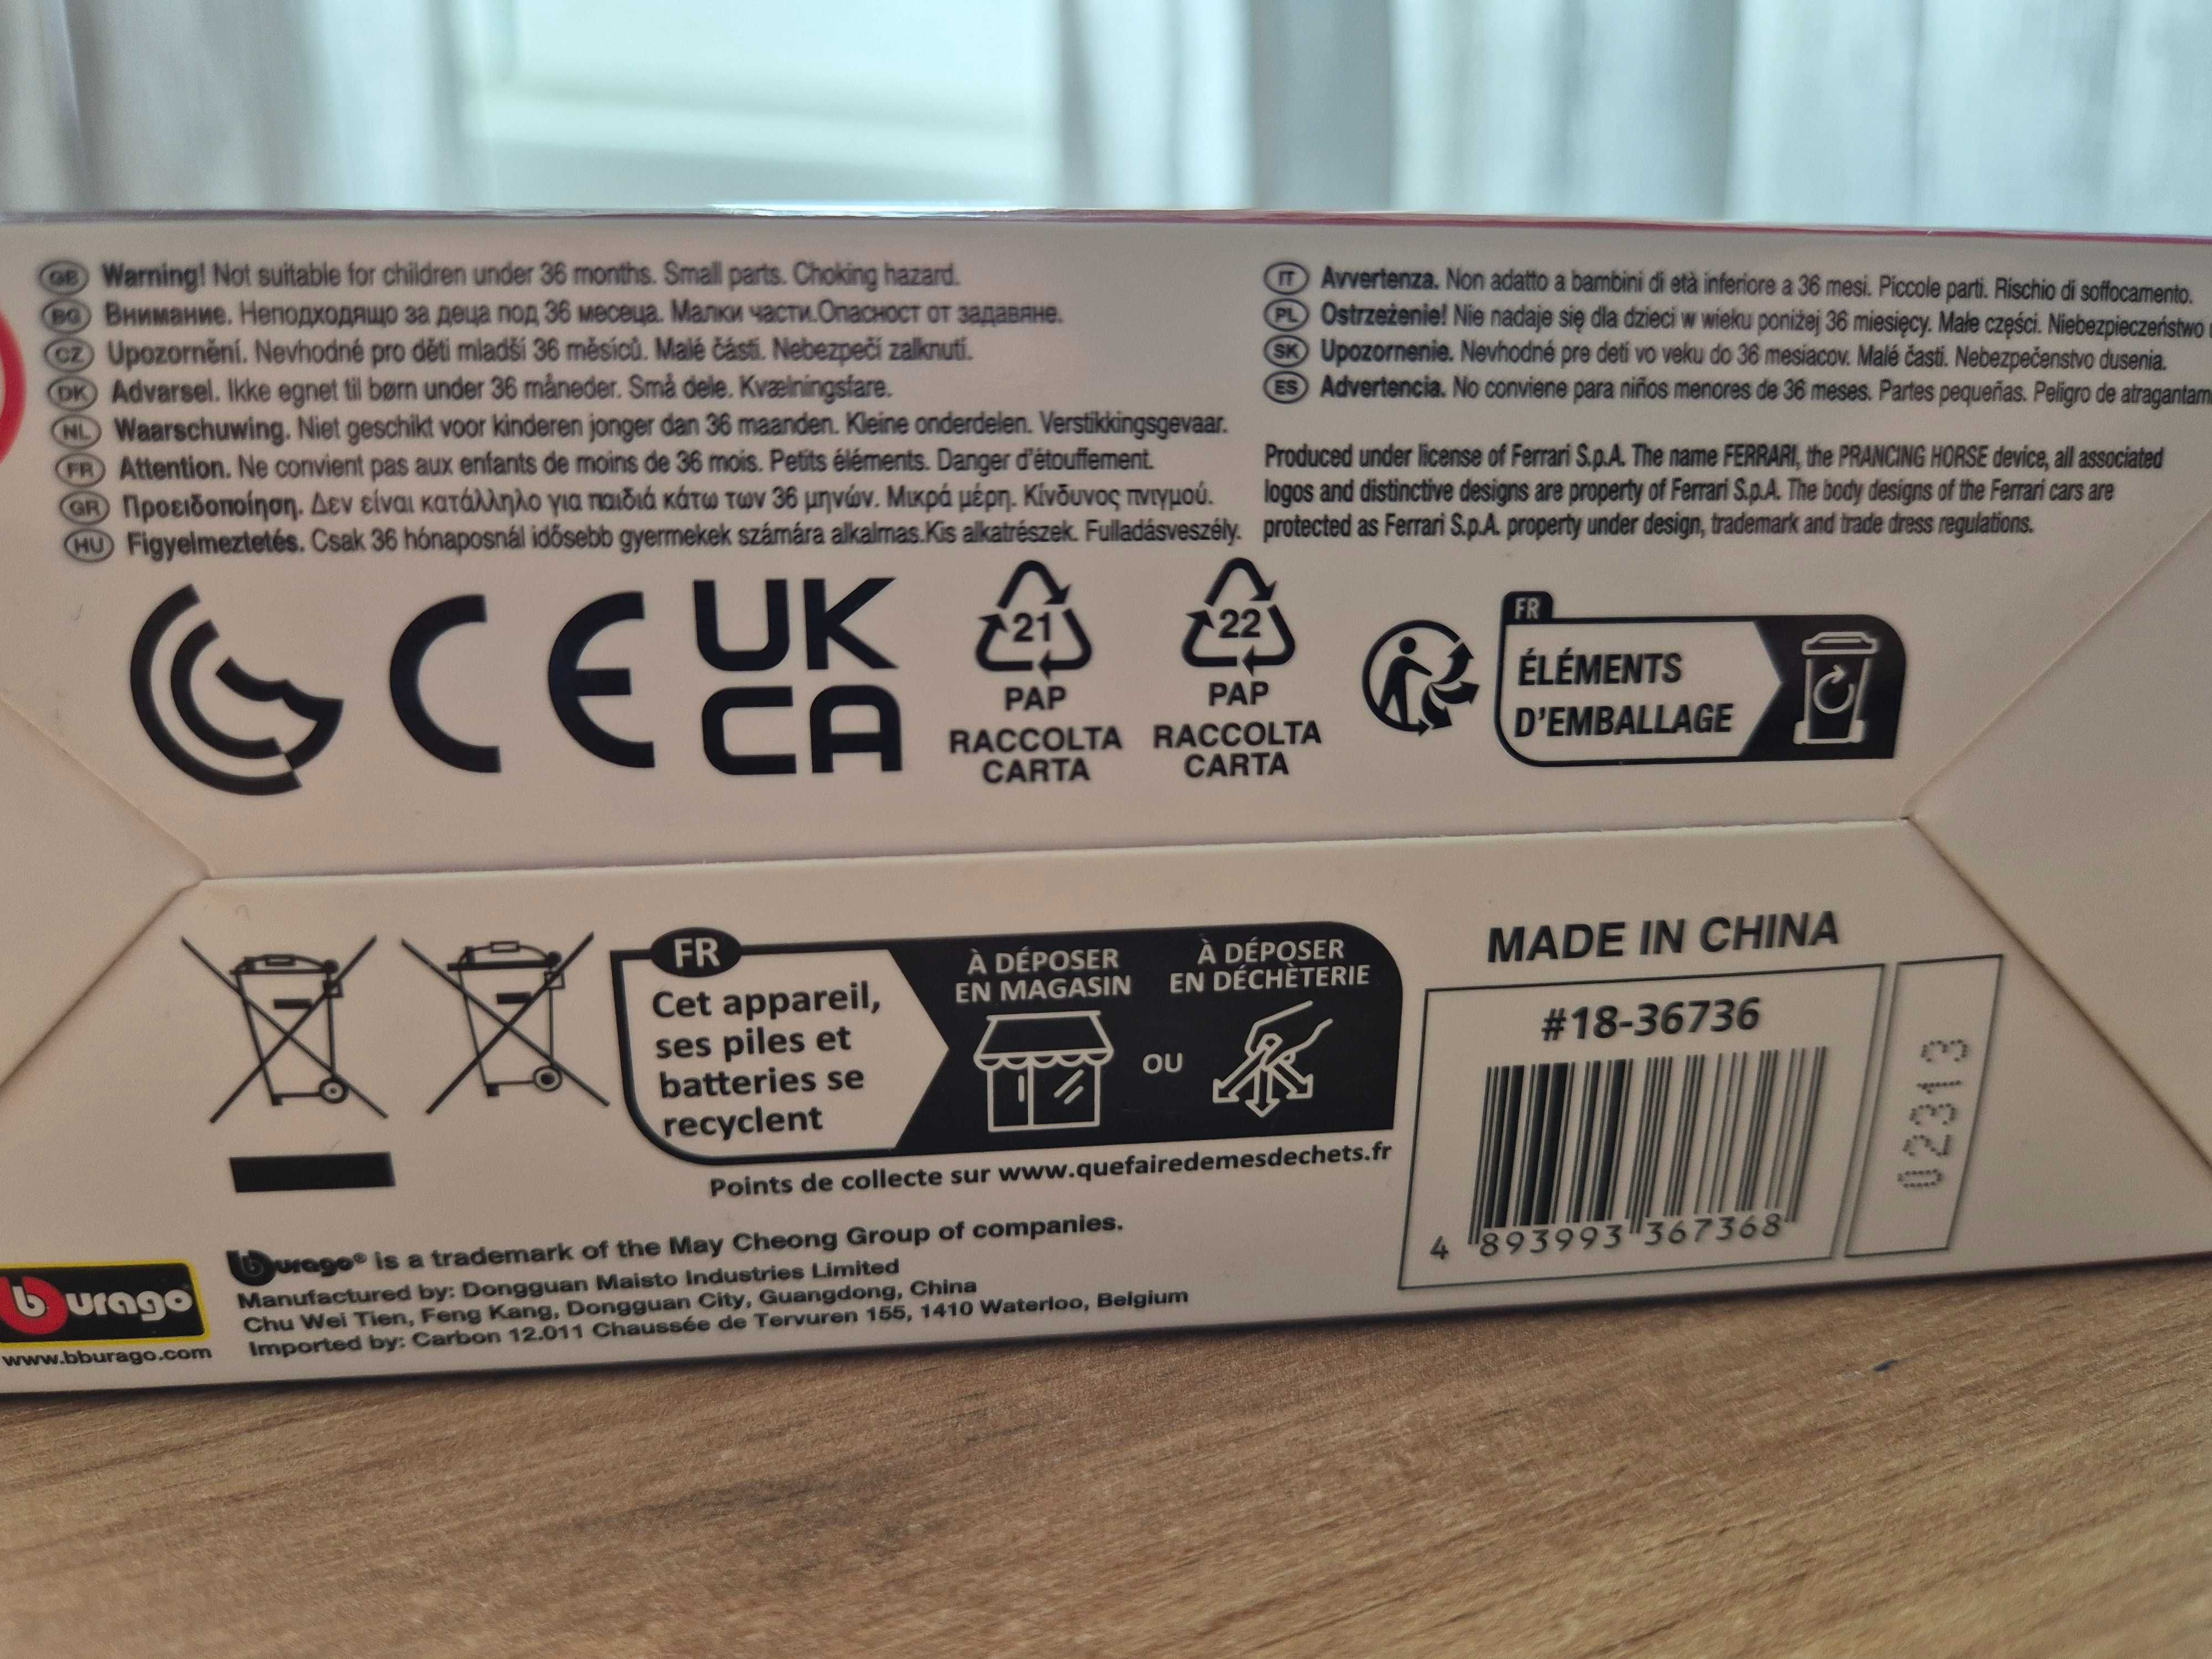 GB Warning! Not suitable for children under 36 months. Small parts. Choking hazard.
BG Внимание. Неподходящо за деца под 36 месеца. Малки части.Опасност от задавяне.
CZ Upozornění. Nevhodné pro děti mladší 36 měsíců. Malé části. Nebezpečí zalknutí.
DK Advarsel. Ikke egnet til børn under 36 måneder. Små dele. Kvælningsfare.
NL Waarschuwing. Niet geschikt voor kinderen jonger dan 36 maanden. Kleine onderdelen. Verstikkingsgevaar.
FR Attention. Ne convient pas aux enfants de moins de 36 mois. Petits éléments. Danger d'étouffement.
GR Προειδοποίηση. Δεν είναι κατάλληλο για παιδιά κάτω των 36 μηνών. Μικρά μέρη. Κίνδυνος πνιγμού.
HU Figyelmeztetés. Csak 36 hónaposnál idősebb gyermekek számára alkalmas.Kis alkatrészek. Fulladásveszély.
IT Avvertenza. Non adatto a bambini di età inferiore a 36 mesi. Piccole parti. Rischio di soffocamento.
PL Ostrzeżenie! Nie nadaje się dla dzieci w wieku poniżej 36 miesięcy. Małe części. Niebezpieczeństwo
SK Upozornenie. Nevhodné pre deti vo veku do 36 mesiacov. Malé časti. Nebezpečenstvo dusenia.
ES Advertencia. No conviene para niños menores de 36 meses. Partes pequeñas. Peligro de atragantam
Produced under license of Ferrari S.p.A. The name FERRARI, the PRANCING HORSE device, all associated
logos and distinctive designs are property of Ferrari S.p.A. The body designs of the Ferrari cars are
protected as Ferrari S.p.A. property under design, trademark and trade dress regulations.
CE
UK
CA
21
PAP
RACCOLTA
CARTA
22
PAP
RACCOLTA
CARTA
FR
ÉLÉMENTS
D'EMBALLAGE
FR
Cet appareil,
ses piles et
batteries se
recyclent
À DÉPOSER
EN MAGASIN
OU
À DÉPOSER
EN DÉCHÈTERIE
Points de collecte sur www.quefairedemesdechets.fr
MADE IN CHINA
#18-36736
4 893993 367368
02313
burago
www.bburago.com
burago® is a trademark of the May Cheong Group of companies.
Manufactured by: Dongguan Maisto Industries Limited
Chu Wei Tien, Feng Kang, Dongguan City, Guangdong, China
Imported by: Carbon 12.011 Chaussée de Tervuren 155, 1410 Waterloo, Belgium